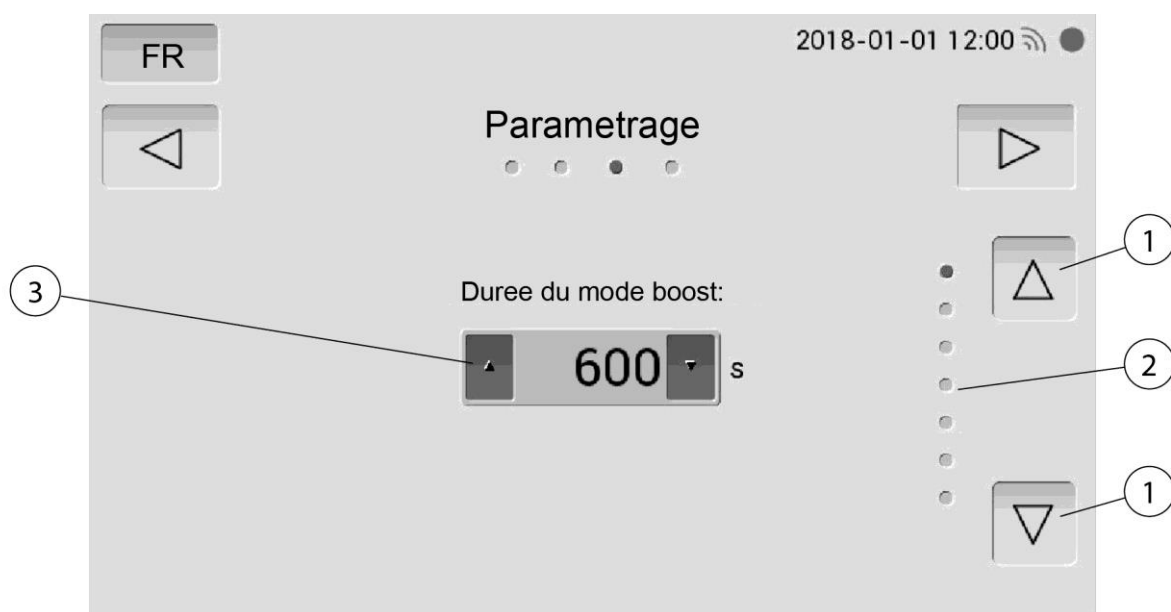 FR
2018-01-01 12:00
Parametrage
1
3
Duree du mode boost:
600 s
2
1